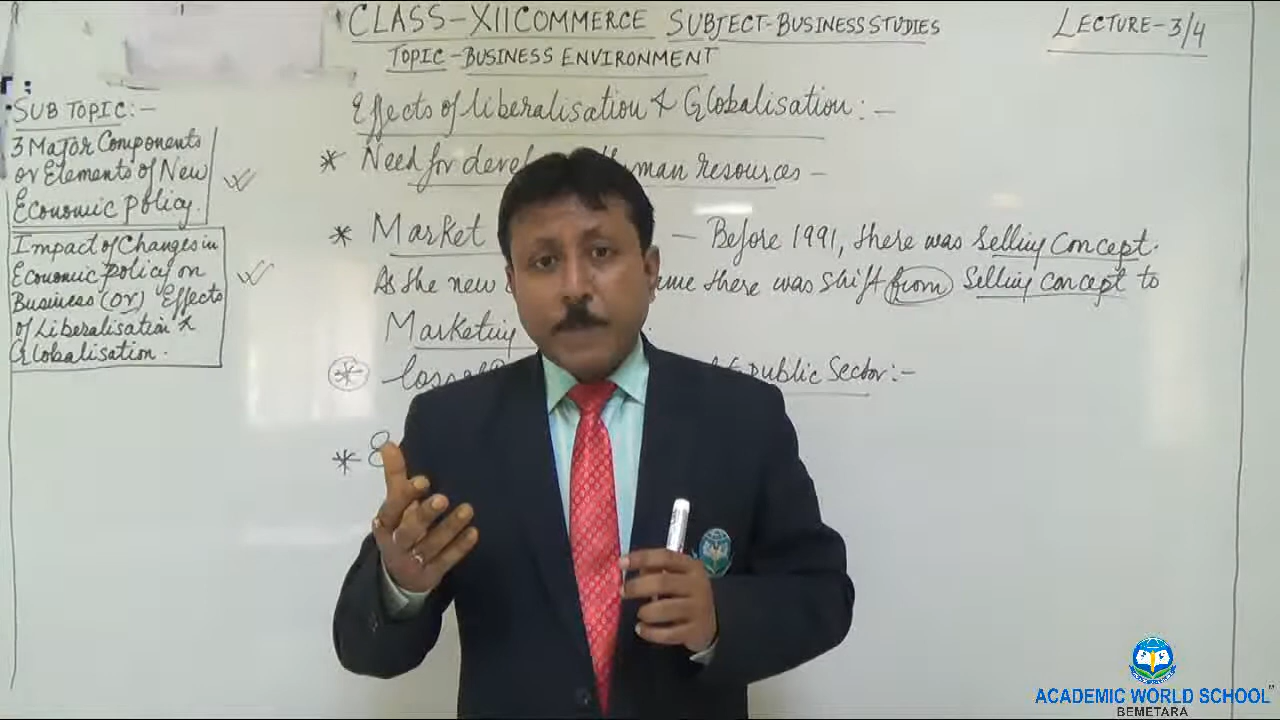 CLASS-XII COMMERCE SUBJECT-BUSINESS STUDIES
LECTURE-3/4
TOPIC-BUSINESS ENVIRONMENT
SUB TOPIC:-
3 Major Components
or Elements of New
Economic policy.
Impact of Changes in
Economic policy on
Business (or) Effects
of Liberalisation &
Globalisation.
Effects of liberalisation & Globalisation:-
* Need for human resources -
* Market - Before 1991, there was selling concept.
As the new there was shift from selling concept to
Marketing
* public Sector:-
*
ACADEMIC WORLD SCHOOL
BEMETARA